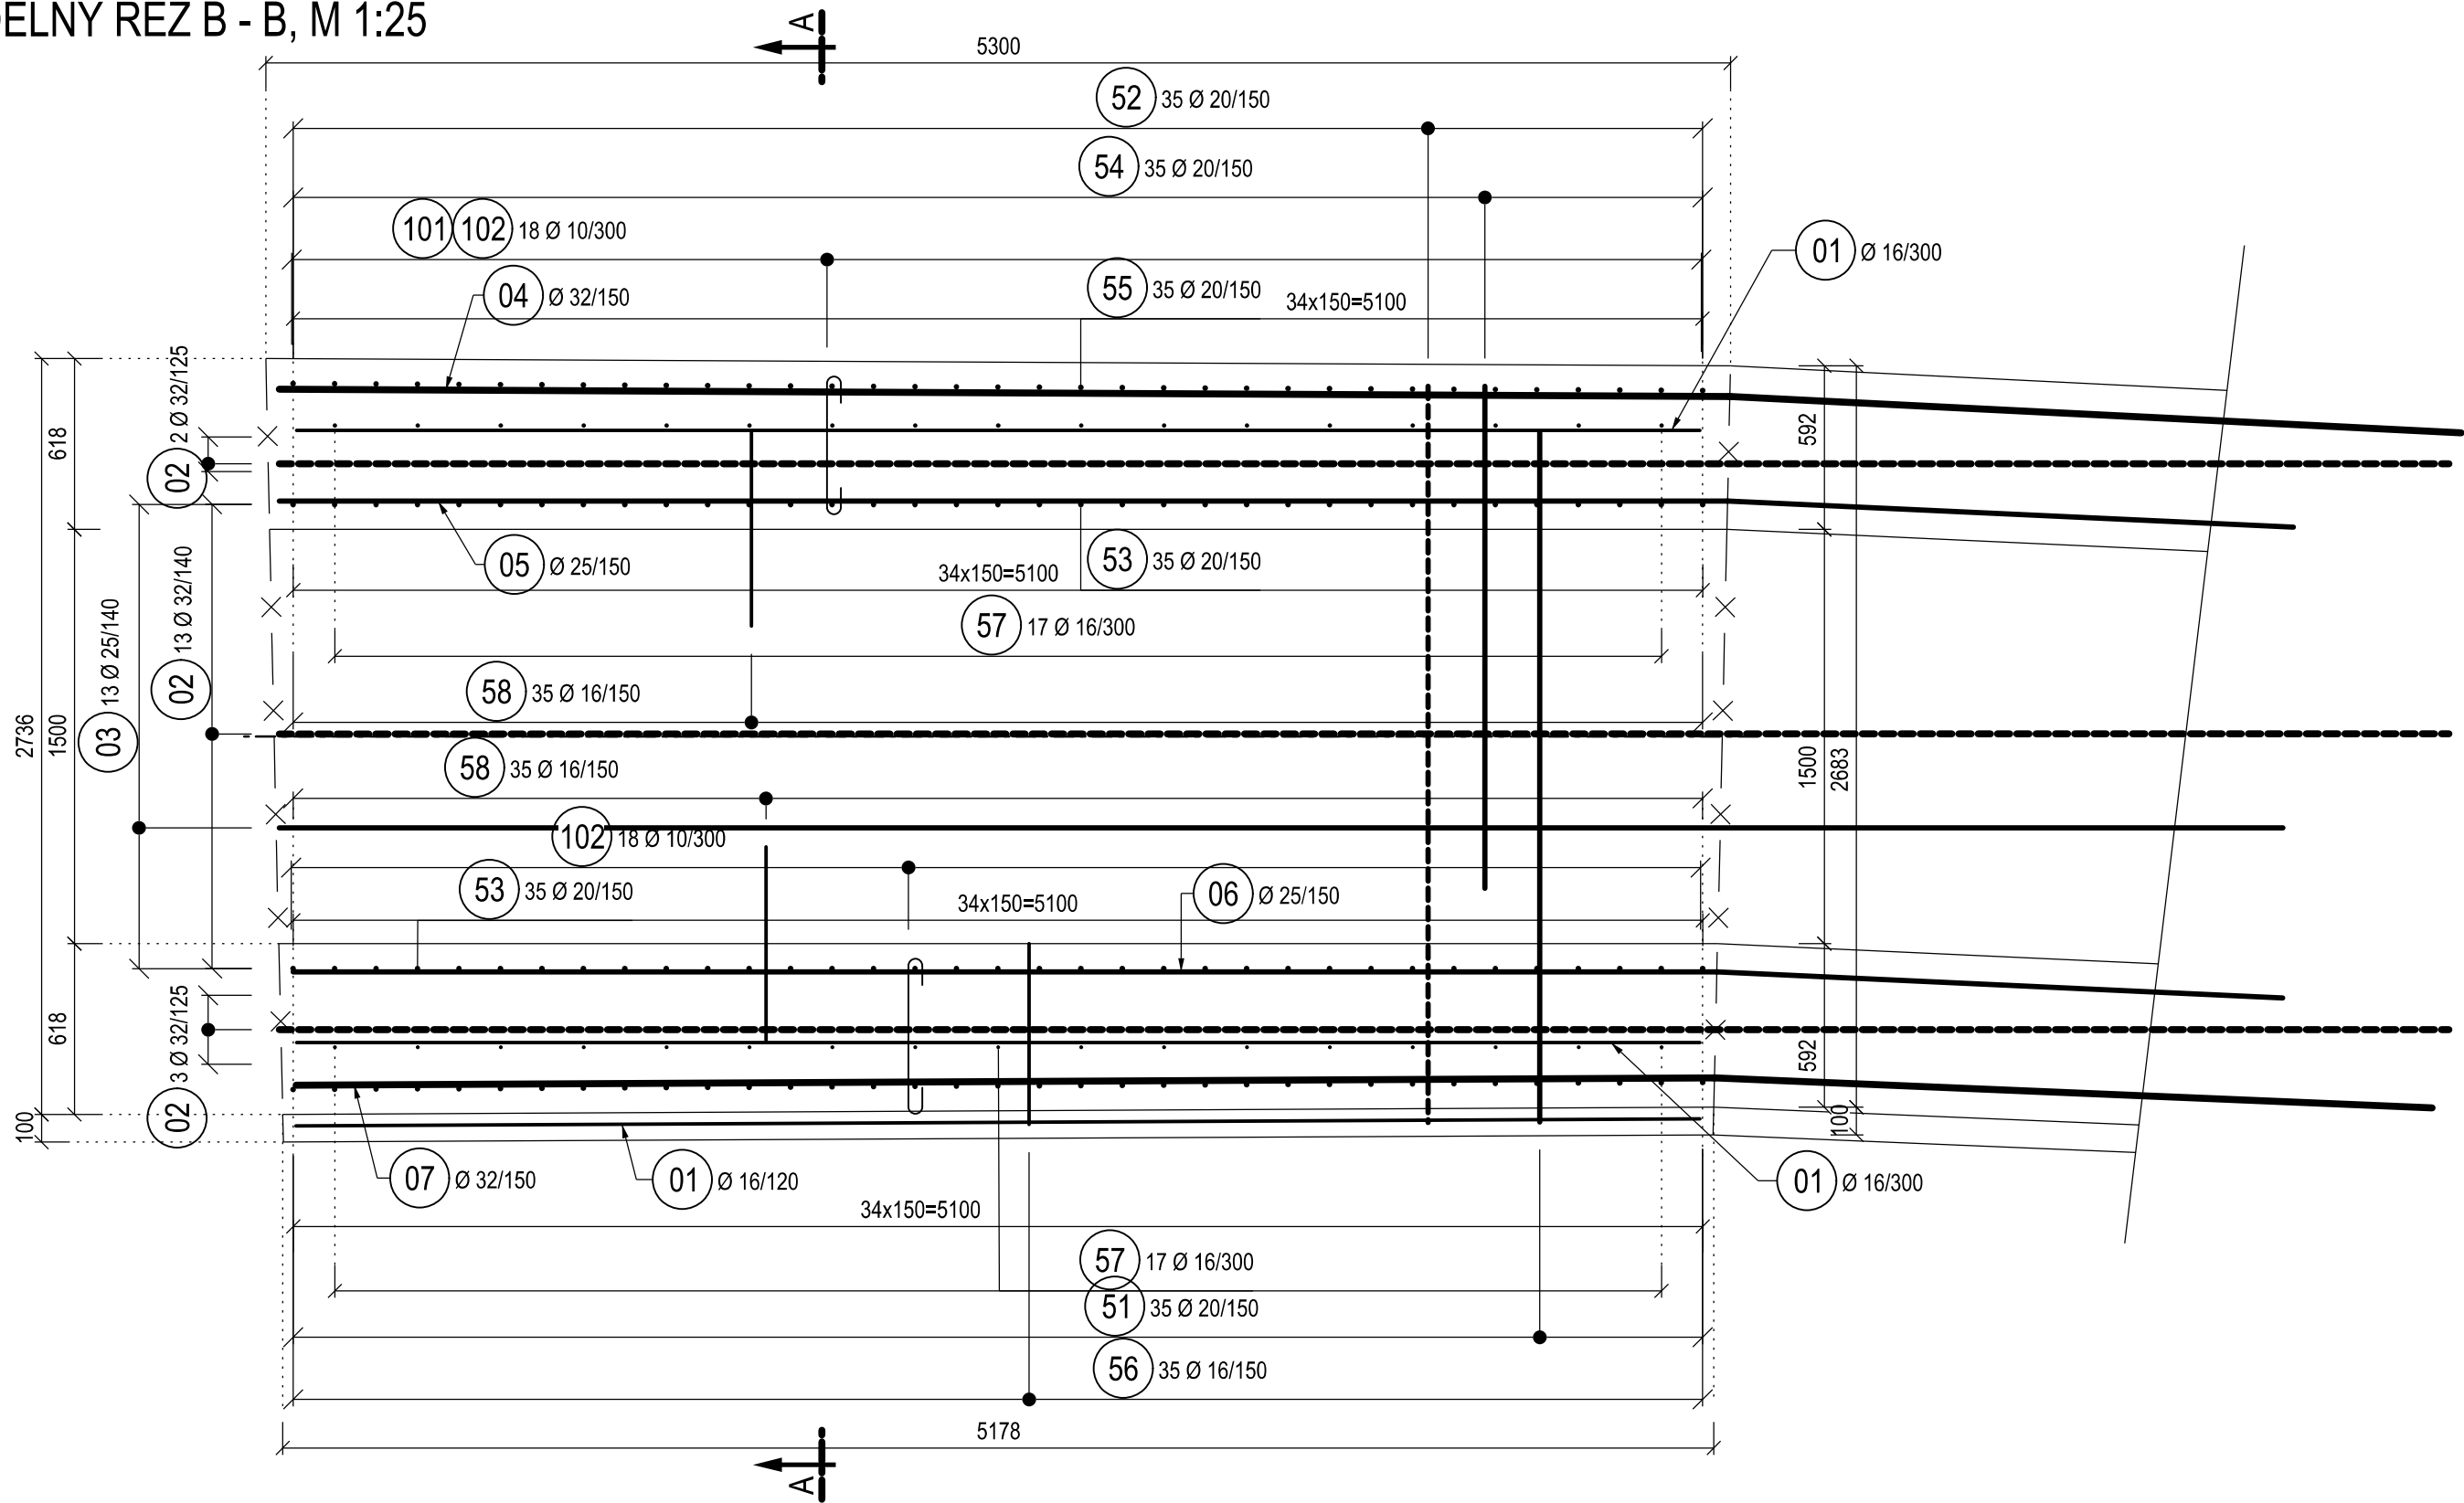 ELNY REZ B - B, M 1:25
A
5300
52 35 Ø 20/150
54 35 Ø 20/150
101 102 18 Ø 10/300
01 Ø 16/300
04 Ø 32/150
55 35 Ø 20/150
34x150=5100
2 Ø 32/125
02
618
592
05 Ø 25/150
53 35 Ø 20/150
34x150=5100
57 17 Ø 16/300
13 Ø 32/140
02
13 Ø 25/140
03
2736
1500
58 35 Ø 16/150
58 35 Ø 16/150
1500
2683
102 18 Ø 10/300
53 35 Ø 20/150
34x150=5100
06 Ø 25/150
3 Ø 32/125
02
618
592
100
100
07 Ø 32/150
01 Ø 16/120
01 Ø 16/300
34x150=5100
57 17 Ø 16/300
51 35 Ø 20/150
56 35 Ø 16/150
5178
A